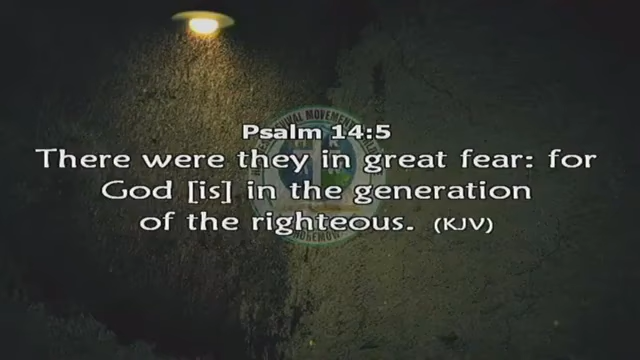 Psalm 14:5
There were they in great fear: for
God [is] in the generation
of the righteous. (KJV)